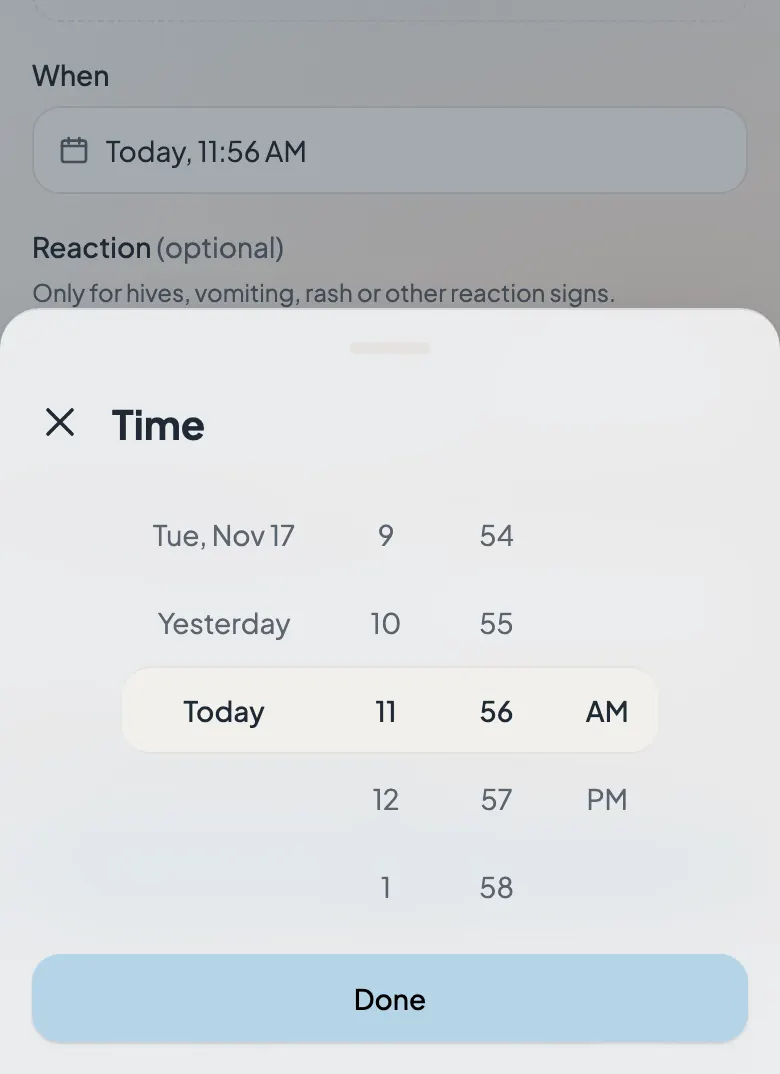 When
Today, 11:56 AM
Reaction (optional)
Only for hives, vomiting, rash or other reaction signs.
Time
Tue, Nov 17 9 54
Yesterday 10 55
Today 11 56 AM
12 57 PM
1 58
Done